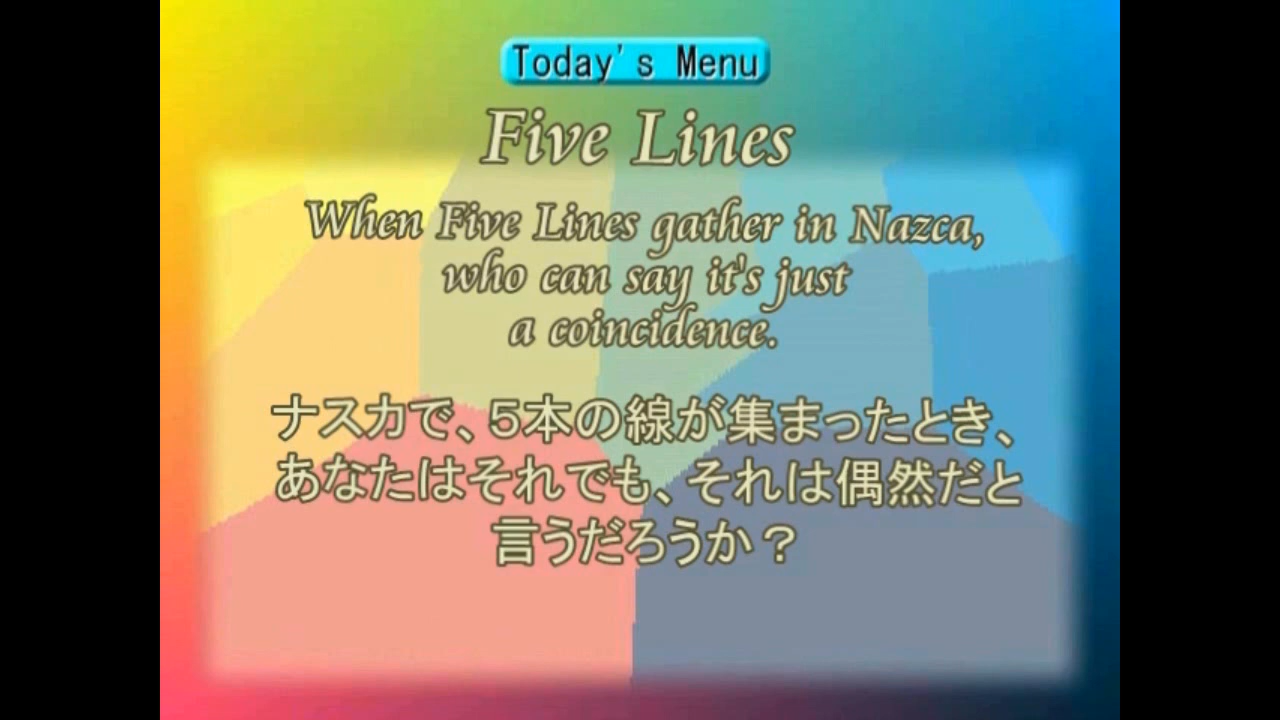 Today's Menu
Five Lines
When Five Lines gather in Nazca,
who can say it's just
a coincidence.
ナスカで、５本の線が集まったとき、
あなたはそれでも、それは偶然だと
言うだろうか？